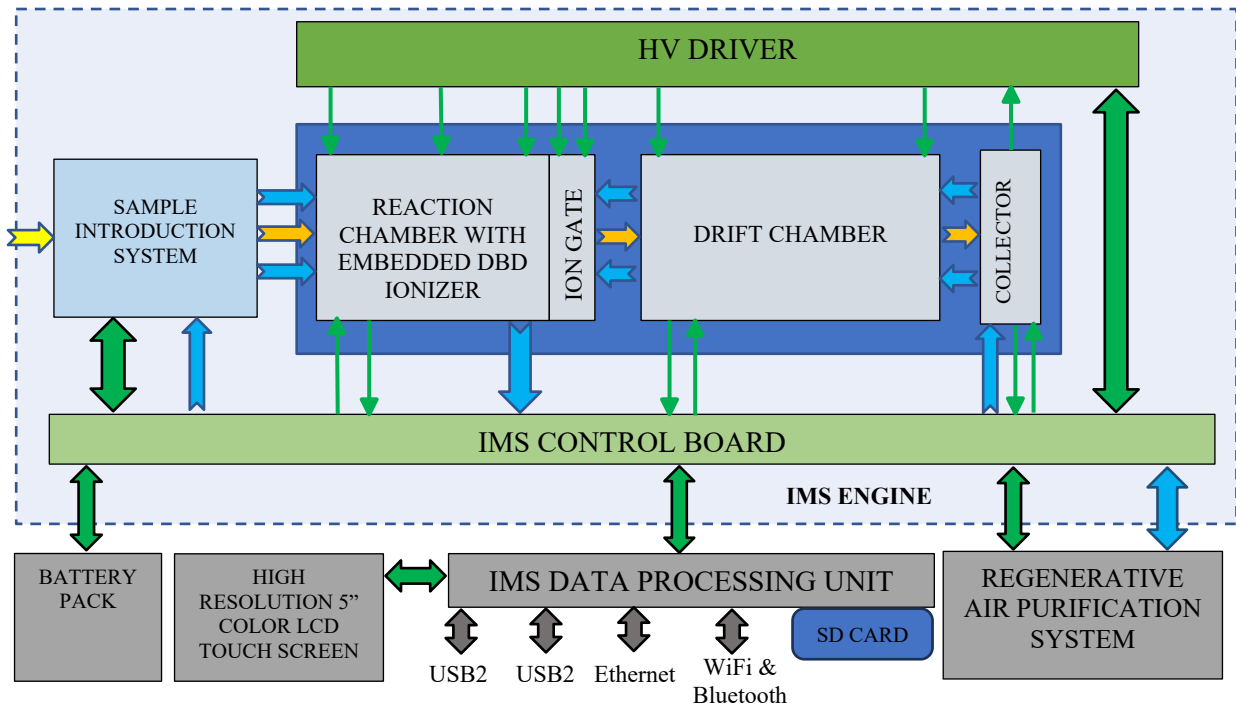 HV DRIVER
SAMPLE
INTRODUCTION
SYSTEM
REACTION
CHAMBER WITH
EMBEDDED DBD
IONIZER
ION GATE
DRIFT CHAMBER
COLLECTOR
IMS CONTROL BOARD
IMS ENGINE
BATTERY
PACK
HIGH
RESOLUTION 5”
COLOR LCD
TOUCH SCREEN
IMS DATA PROCESSING UNIT
SD CARD
REGENERATIVE
AIR PURIFICATION
SYSTEM
USB2
USB2
Ethernet
WiFi &
Bluetooth